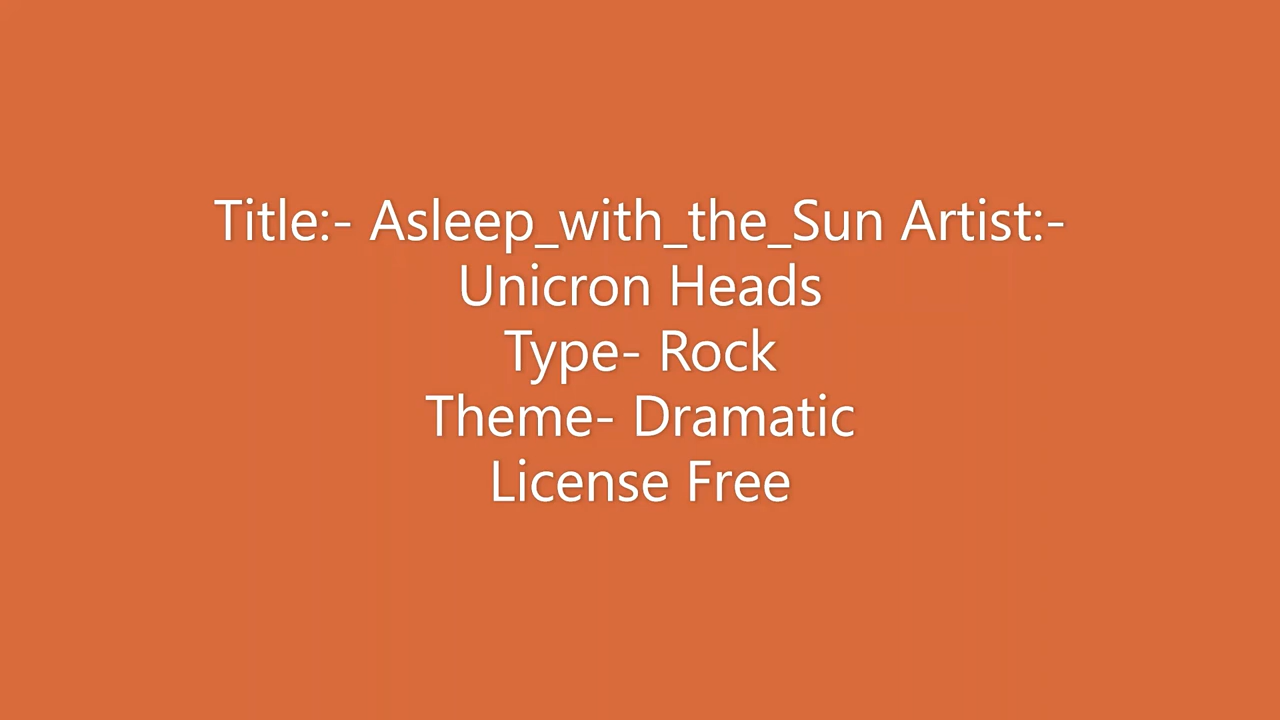 Title:- Asleep_with_the_Sun Artist:-
Unicron Heads
Type- Rock
Theme- Dramatic
License Free